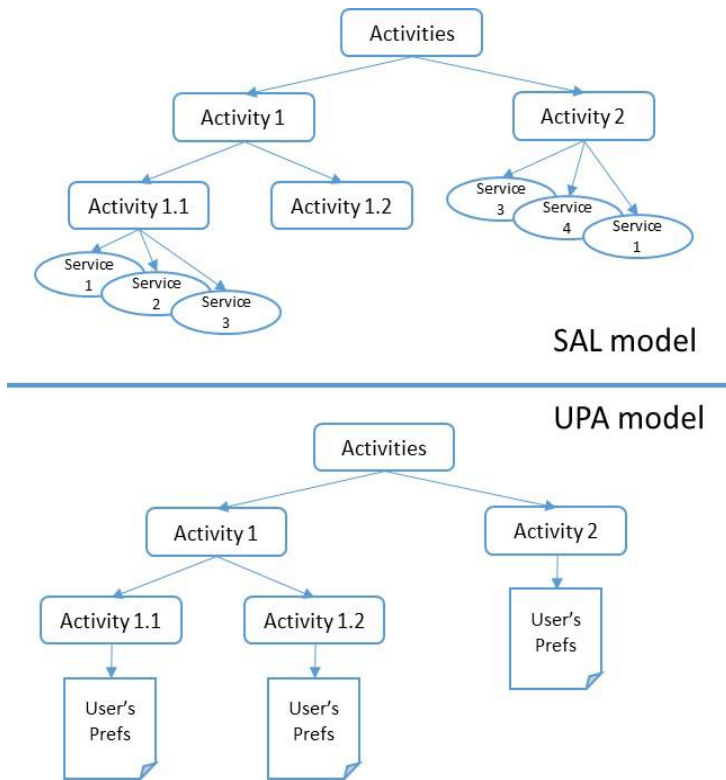 Activities
Activity 1
Activity 2
Activity 1.1
Activity 1.2
Service
3
Service
4
Service
1
Service
1
Service
2
Service
3
SAL model
UPA model
Activities
Activity 1
Activity 2
Activity 1.1
Activity 1.2
User's
Prefs
User's
Prefs
User's
Prefs